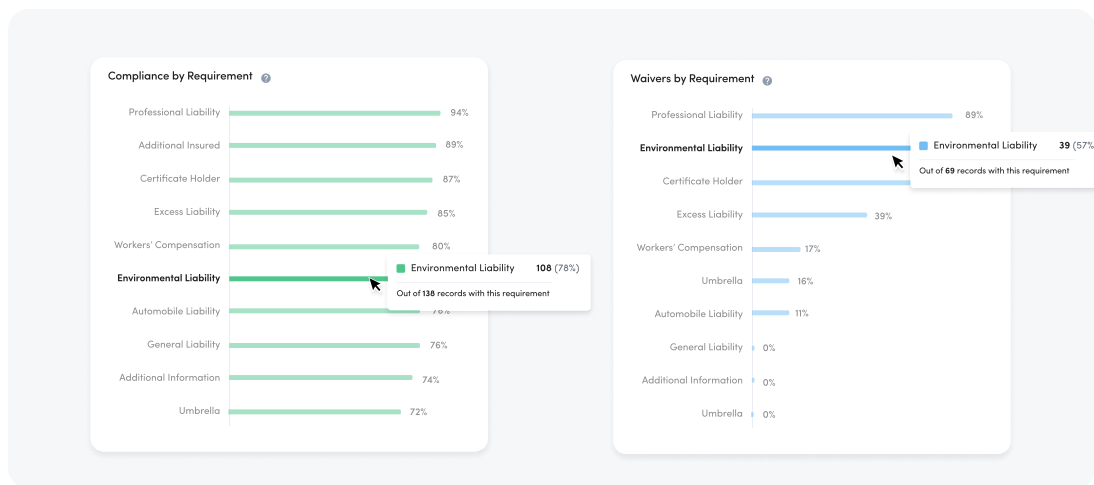 Compliance by Requirement ?
Professional Liability 94%
Additional Insured 89%
Certificate Holder 87%
Excess Liability 85%
Workers' Compensation 80%
Environmental Liability
Environmental Liability 108 (78%)
Out of 138 records with this requirement
Automobile Liability 76%
General Liability 76%
Additional Information 74%
Umbrella 72%
Waivers by Requirement ?
Professional Liability 89%
Environmental Liability
Environmental Liability 39 (57%
Out of 69 records with this requirement
Certificate Holder
Excess Liability 39%
Workers' Compensation 17%
Umbrella 16%
Automobile Liability 11%
General Liability 0%
Additional Information 0%
Umbrella 0%